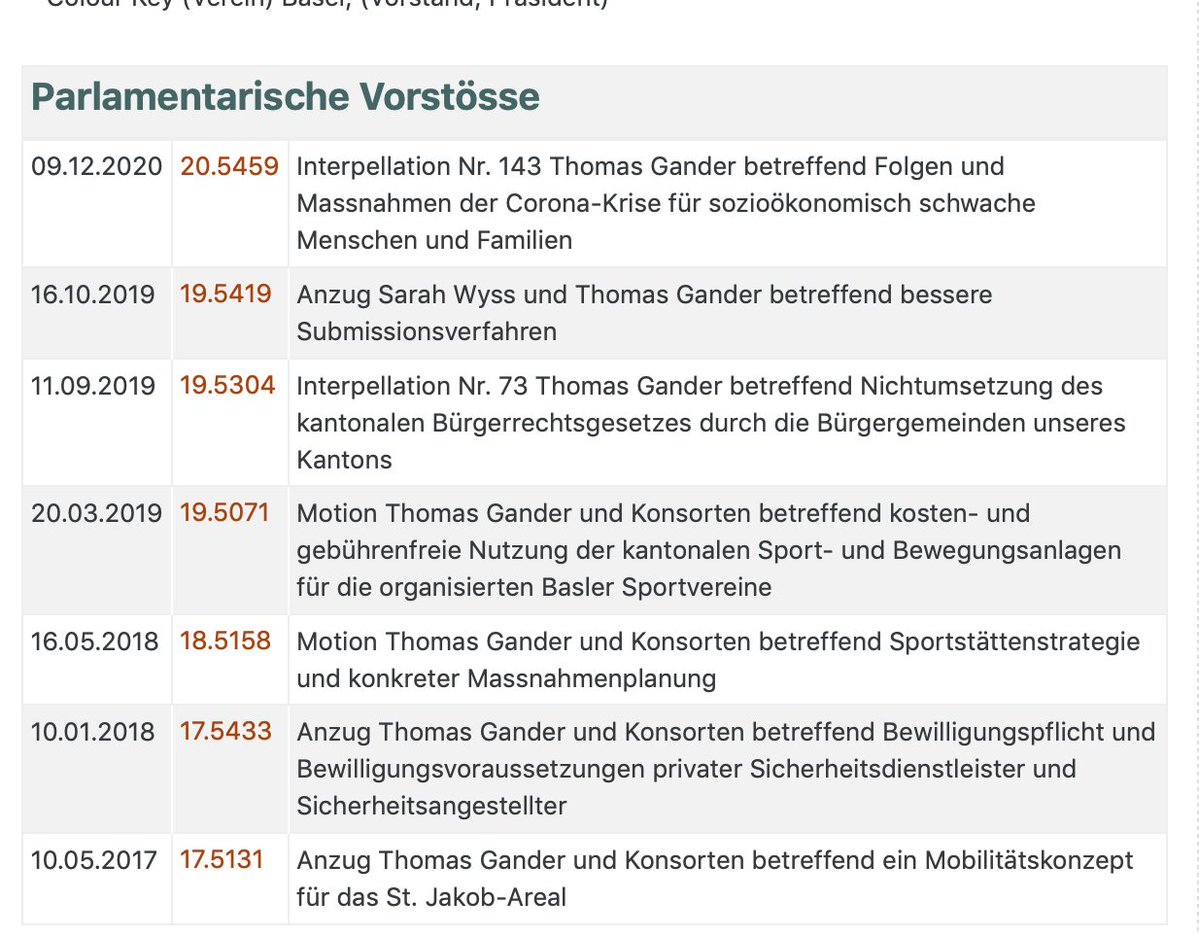 Colour Key (Verein) Basel, (Vorstand, Präsident)
Parlamentarische Vorstösse
09.12.2020 20.5459 Interpellation Nr. 143 Thomas Gander betreffend Folgen und
Massnahmen der Corona-Krise für sozioökonomisch schwache
Menschen und Familien
16.10.2019 19.5419 Anzug Sarah Wyss und Thomas Gander betreffend bessere
Submissionsverfahren
11.09.2019 19.5304 Interpellation Nr. 73 Thomas Gander betreffend Nichtumsetzung des
kantonalen Bürgerrechtsgesetzes durch die Bürgergemeinden unseres
Kantons
20.03.2019 19.5071 Motion Thomas Gander und Konsorten betreffend kosten- und
gebührenfreie Nutzung der kantonalen Sport- und Bewegungsanlagen
für die organisierten Basler Sportvereine
16.05.2018 18.5158 Motion Thomas Gander und Konsorten betreffend Sportstättenstrategie
und konkreter Massnahmenplanung
10.01.2018 17.5433 Anzug Thomas Gander und Konsorten betreffend Bewilligungspflicht und
Bewilligungsvoraussetzungen privater Sicherheitsdienstleister und
Sicherheitsangestellter
10.05.2017 17.5131 Anzug Thomas Gander und Konsorten betreffend ein Mobilitätskonzept
für das St. Jakob-Areal